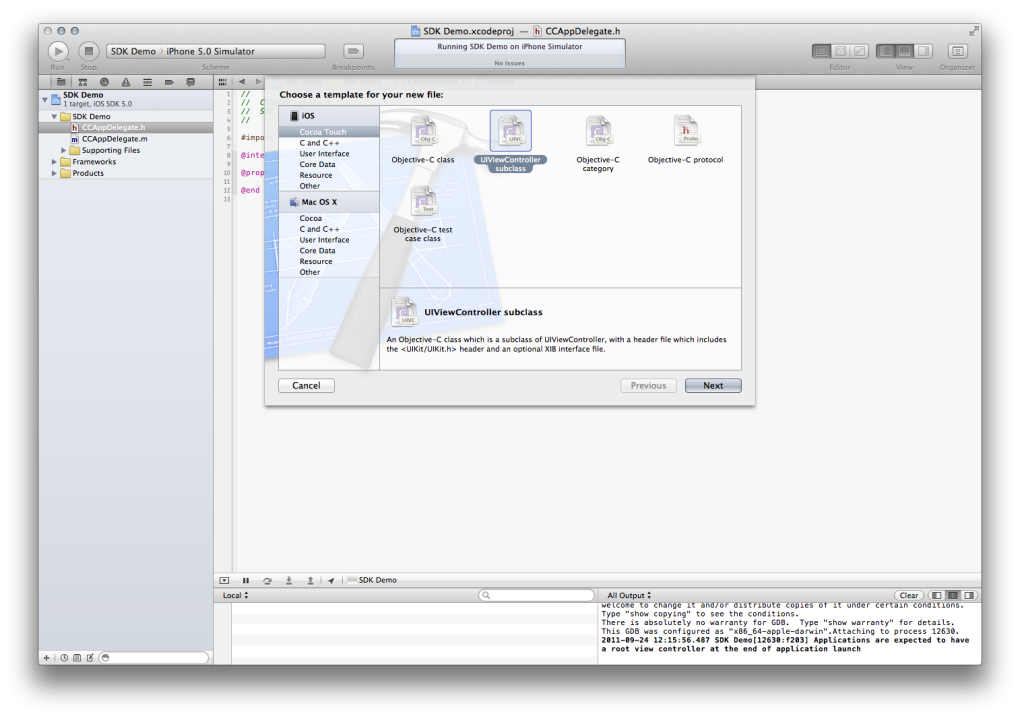 SDK Demo.xcodeproj — h CCAppDelegate.h
SDK Demo › iPhone 5.0 Simulator
Running SDK Demo on iPhone Simulator
No Issues
Run Stop Scheme Breakpoints Editor View Organizer
SDK Demo
1 target, iOS SDK 5.0
SDK Demo
h CCAppDelegate.h
m CCAppDelegate.m
Supporting Files
Frameworks
Products
1 //
2 // C
3 // S
4 //
5
6 #impo
7
8 @inte
9
10 @prop
11
12 @end
13
Choose a template for your new file:
iOS
Cocoa Touch
C and C++
User Interface
Core Data
Resource
Other
Mac OS X
Cocoa
C and C++
User Interface
Core Data
Resource
Other
Obj-C
Objective-C class
UIVC
UIViewController
subclass
Obj-C
Objective-C
category
h
Proto
Objective-C protocol
Test
Objective-C test
case class
UIVC
UIViewController subclass
An Objective-C class which is a subclass of UIViewController, with a header file which includes
the <UIKit/UIKit.h> header and an optional XIB interface file.
Cancel
Previous
Next
SDK Demo
Local
All Output
Clear
welcome to change it and/or distribute copies of it under certain conditions.
Type "show copying" to see the conditions.
There is absolutely no warranty for GDB.  Type "show warranty" for details.
This GDB was configured as "x86_64-apple-darwin".Attaching to process 12630.
2011-09-24 12:15:56.487 SDK Demo[12630:f203] Applications are expected to have
a root view controller at the end of application launch